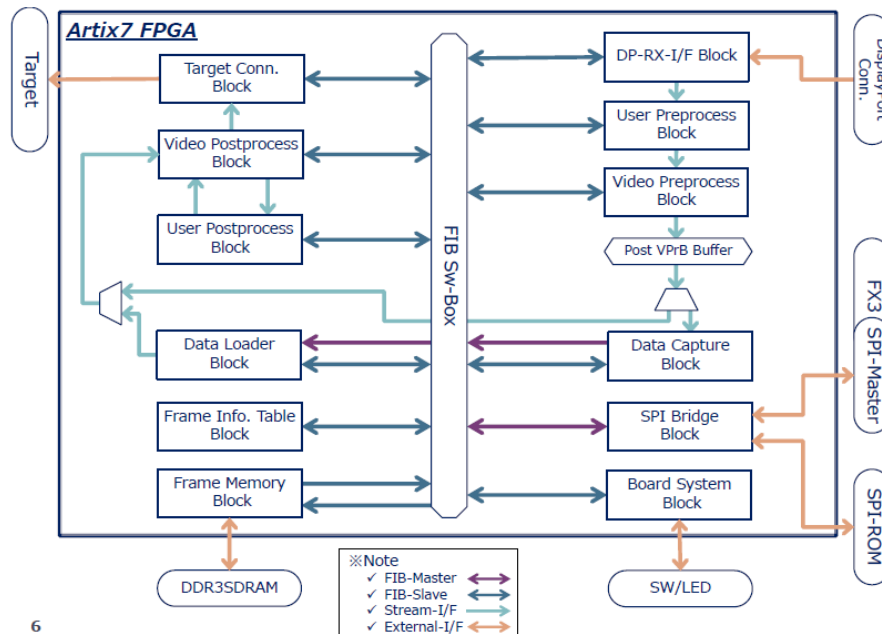 Artix7 FPGA
Target
Target Conn.
Block
Video Postprocess
Block
User Postprocess
Block
Data Loader
Block
Frame Info. Table
Block
Frame Memory
Block
DDR3SDRAM
FIB Sw-Box
DP-RX-I/F Block
User Preprocess
Block
Video Preprocess
Block
Post VPrB Buffer
Data Capture
Block
SPI Bridge
Block
Board System
Block
SW/LED
DisplayPort
Conn.
FX3 (SPI-Master
SPI-ROM
※Note
✓ FIB-Master
✓ FIB-Slave
✓ Stream-I/F
✓ External-I/F
6